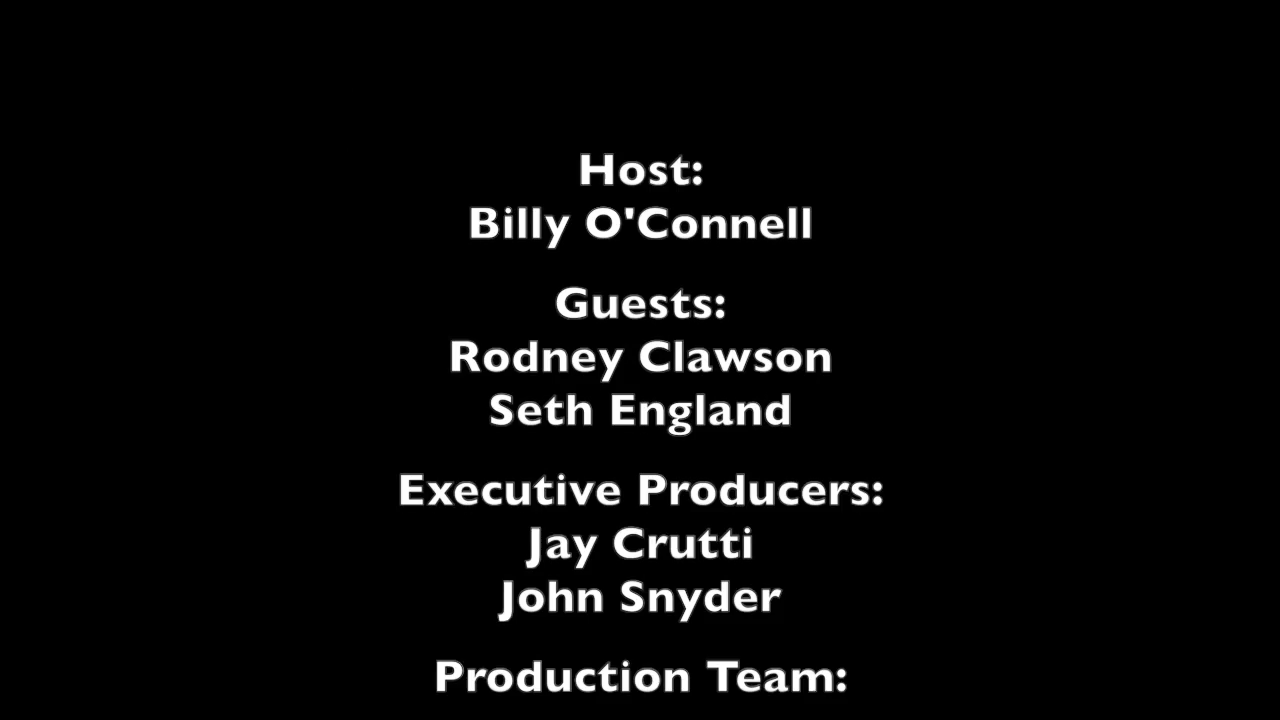 Host:
Billy O'Connell
Guests:
Rodney Clawson
Seth England
Executive Producers:
Jay Crutti
John Snyder
Production Team: